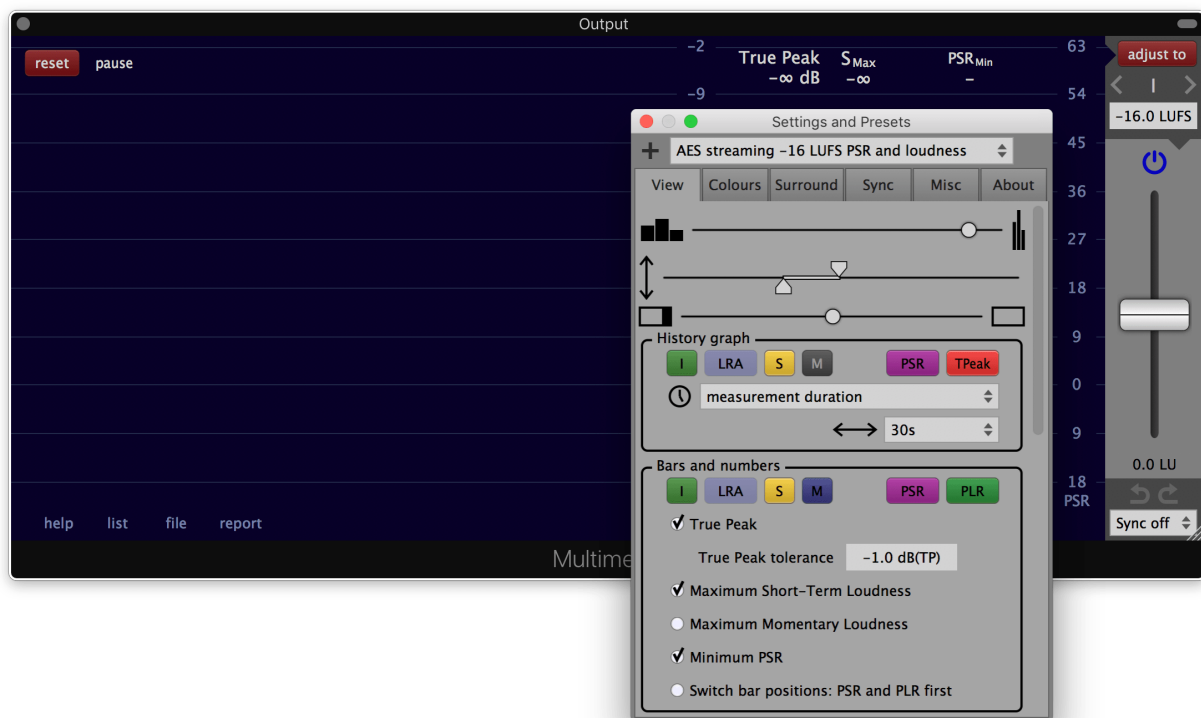 Output
reset
pause
True Peak
−∞ dB
SMax
−∞
PSRMin
−
−2
−9
63
54
45
36
27
18
9
0
9
18
PSR
adjust to
I
−16.0 LUFS
0.0 LU
Sync off
help
list
file
report
Multime
Settings and Presets
AES streaming −16 LUFS PSR and loudness
View
Colours
Surround
Sync
Misc
About
History graph
I
LRA
S
M
PSR
TPeak
measurement duration
30s
Bars and numbers
I
LRA
S
M
PSR
PLR
True Peak
True Peak tolerance
−1.0 dB(TP)
Maximum Short-Term Loudness
Maximum Momentary Loudness
Minimum PSR
Switch bar positions: PSR and PLR first